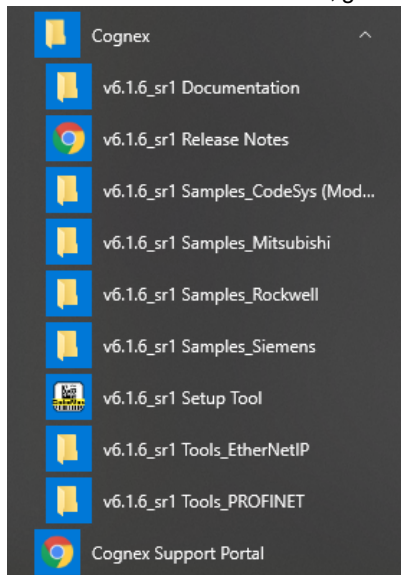 Cognex
v6.1.6_sr1 Documentation
v6.1.6_sr1 Release Notes
v6.1.6_sr1 Samples_CodeSys (Mod...
v6.1.6_sr1 Samples_Mitsubishi
v6.1.6_sr1 Samples_Rockwell
v6.1.6_sr1 Samples_Siemens
v6.1.6_sr1 Setup Tool
v6.1.6_sr1 Tools_EtherNetIP
v6.1.6_sr1 Tools_PROFINET
Cognex Support Portal